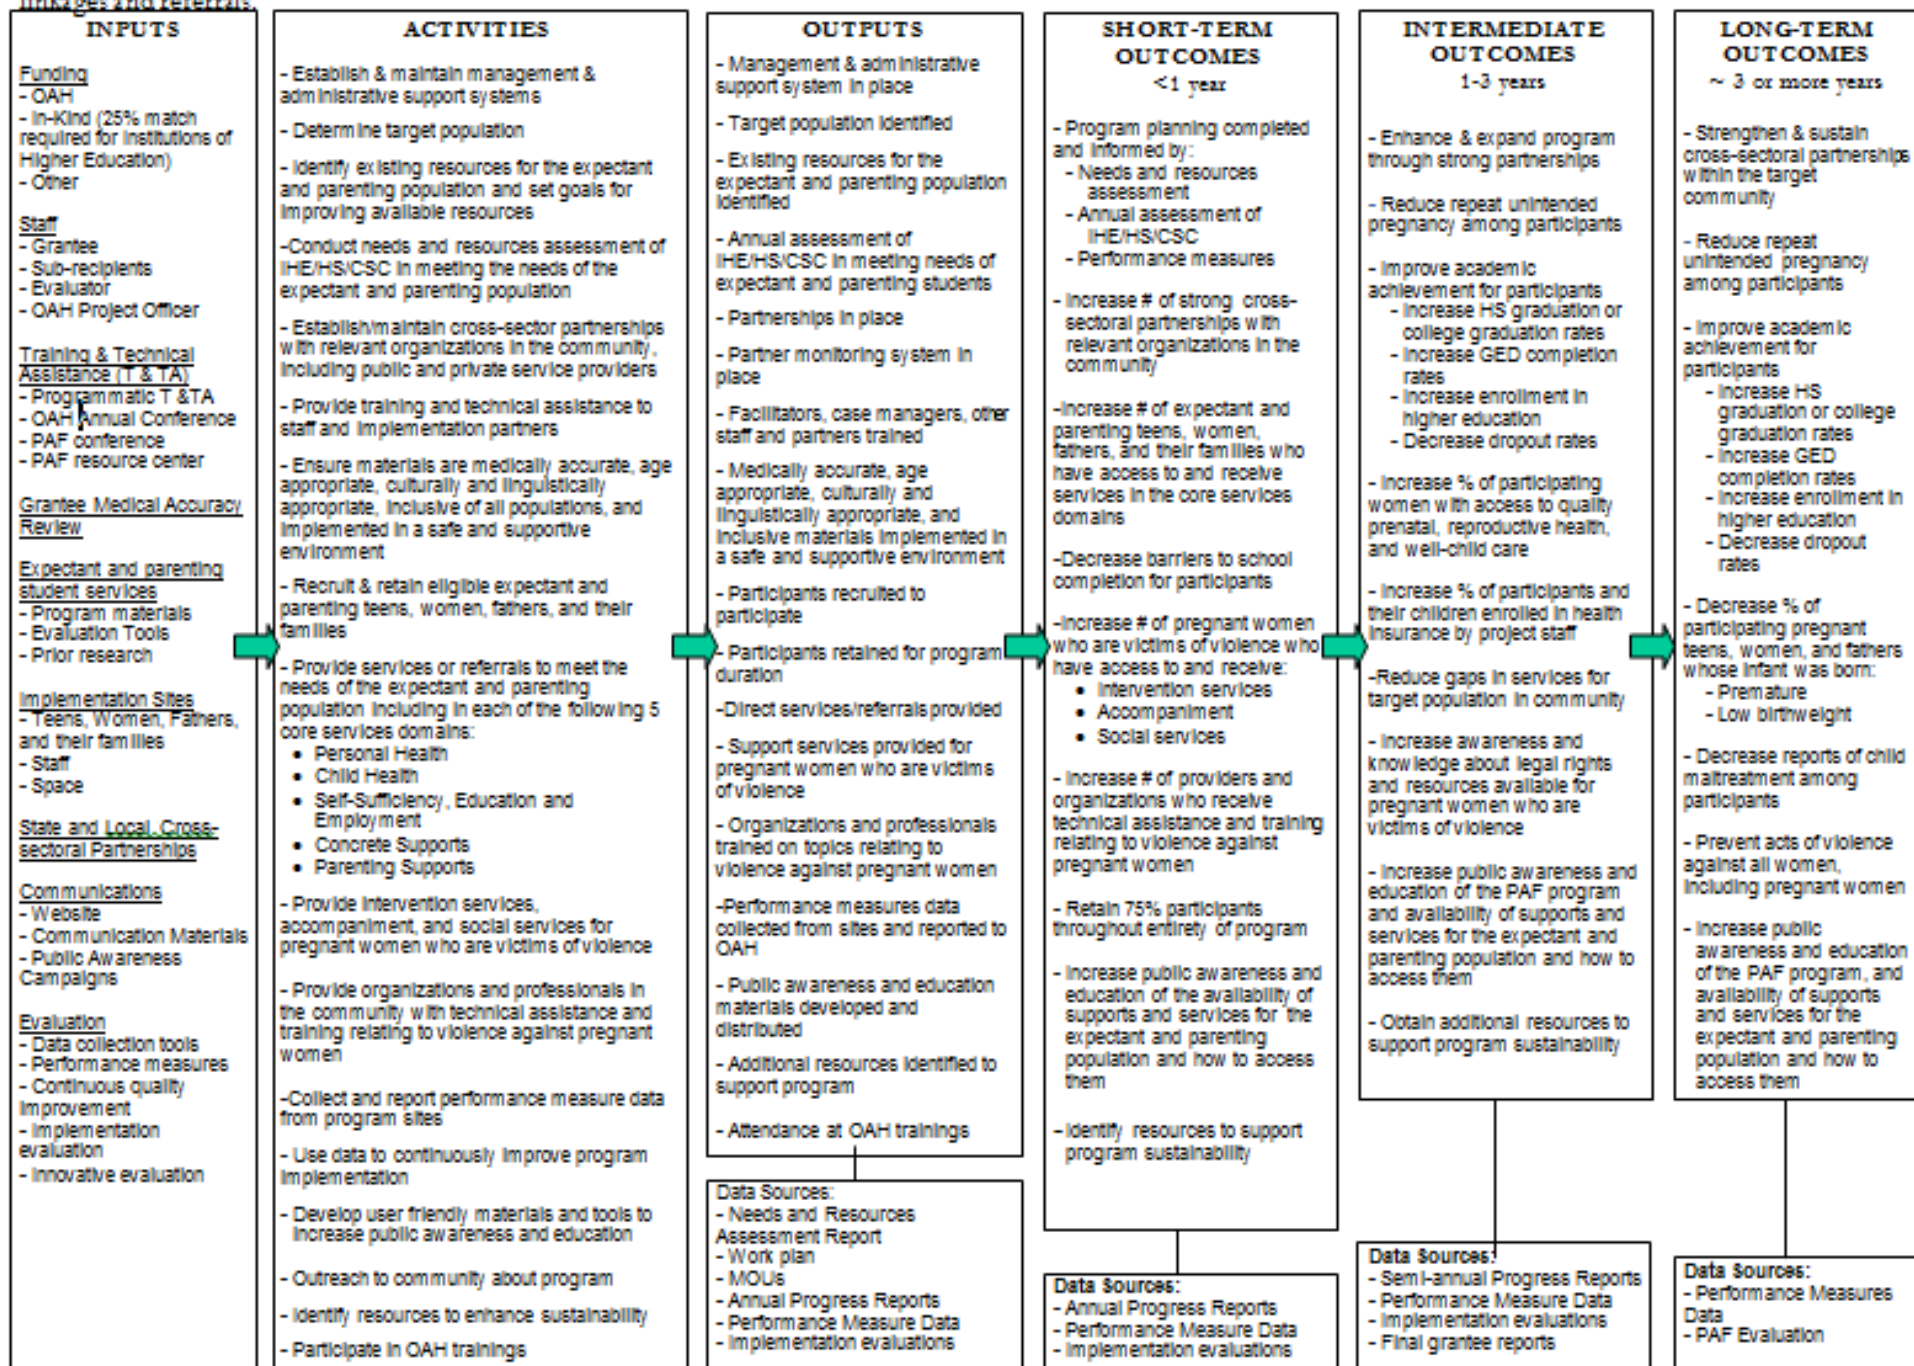 linkages and referrals.
INPUTS
Funding
- OAH
- In-Kind (25% match
required for Institutions of
Higher Education)
- Other
Staff
- Grantee
- Sub-recipients
- Evaluator
- OAH Project Officer
Training & Technical
Assistance (T & TA)
- Programmatic T &TA
- OAH Annual Conference
- PAF conference
- PAF resource center
Grantee Medical Accuracy
Review
Expectant and parenting
student services
- Program materials
- Evaluation Tools
- Prior research
Implementation Sites
- Teens, Women, Fathers,
and their families
- Staff
- Space
State and Local Cross-
sectoral Partnerships
Communications
- Website
- Communication Materials
- Public Awareness
Campaigns
Evaluation
- Data collection tools
- Performance measures
- Continuous quality
Improvement
- Implementation
evaluation
- Innovative evaluation
ACTIVITIES
- Establish & maintain management &
administrative support systems
- Determine target population
- Identify existing resources for the expectant
and parenting population and set goals for
improving available resources
-Conduct needs and resources assessment of
IHE/HS/CSC in meeting the needs of the
expectant and parenting population
- Establish/maintain cross-sector partnerships
with relevant organizations in the community,
including public and private service providers
- Provide training and technical assistance to
staff and implementation partners
- Ensure materials are medically accurate, age
appropriate, culturally and linguistically
appropriate, inclusive of all populations, and
implemented in a safe and supportive
environment
- Recruit & retain eligible expectant and
parenting teens, women, fathers, and their
families
- Provide services or referrals to meet the
needs of the expectant and parenting
population including in each of the following 5
core services domains:
• Personal Health
• Child Health
• Self-Sufficiency, Education and
Employment
• Concrete Supports
• Parenting Supports
- Provide intervention services,
accompaniment, and social services for
pregnant women who are victims of violence
- Provide organizations and professionals in
the community with technical assistance and
training relating to violence against pregnant
women
-Collect and report performance measure data
from program sites
- Use data to continuously improve program
implementation
- Develop user friendly materials and tools to
increase public awareness and education
- Outreach to community about program
- Identify resources to enhance sustainability
- Participate in OAH trainings
OUTPUTS
- Management & administrative
support system in place
- Target population identified
- Existing resources for the
expectant and parenting population
identified
- Annual assessment of
IHE/HS/CSC in meeting needs of
expectant and parenting students
- Partnerships in place
- Partner monitoring system in
place
- Facilitators, case managers, other
staff and partners trained
- Medically accurate, age
appropriate, culturally and
linguistically appropriate, and
inclusive materials implemented in
a safe and supportive environment
- Participants recruited to
participate
- Participants retained for program
duration
-Direct services/referrals provided
- Support services provided for
pregnant women who are victims
of violence
- Organizations and professionals
trained on topics relating to
violence against pregnant women
-Performance measures data
collected from sites and reported to
OAH
- Public awareness and education
materials developed and
distributed
- Additional resources identified to
support program
- Attendance at OAH trainings
Data Sources:
- Needs and Resources
Assessment Report
- Work plan
- MOUs
- Annual Progress Reports
- Performance Measure Data
- Implementation evaluations
SHORT-TERM
OUTCOMES
<1 year
- Program planning completed
and informed by:
- Needs and resources
assessment
- Annual assessment of
IHE/HS/CSC
- Performance measures
- Increase # of strong cross-
sectoral partnerships with
relevant organizations in the
community
-Increase # of expectant and
parenting teens, women,
fathers, and their families who
have access to and receive
services in the core services
domains
-Decrease barriers to school
completion for participants
-Increase # of pregnant women
who are victims of violence who
have access to and receive:
• Intervention services
• Accompaniment
• Social services
- Increase # of providers and
organizations who receive
technical assistance and training
relating to violence against
pregnant women
- Retain 75% participants
throughout entirety of program
- Increase public awareness and
education of the availability of
supports and services for the
expectant and parenting
population and how to access
them
- Identify resources to support
program sustainability
Data Sources:
- Annual Progress Reports
- Performance Measure Data
- Implementation evaluations
INTERMEDIATE
OUTCOMES
1-3 years
- Enhance & expand program
through strong partnerships
- Reduce repeat unintended
pregnancy among participants
- Improve academic
achievement for participants
- Increase HS graduation or
college graduation rates
- Increase GED completion
rates
- Increase enrollment in
higher education
- Decrease dropout rates
- Increase % of participating
women with access to quality
prenatal, reproductive health,
and well-child care
- Increase % of participants and
their children enrolled in health
insurance by project staff
-Reduce gaps in services for
target population in community
- Increase awareness and
knowledge about legal rights
and resources available for
pregnant women who are
victims of violence
- Increase public awareness and
education of the PAF program
and availability of supports and
services for the expectant and
parenting population and how to
access them
- Obtain additional resources to
support program sustainability
Data Sources:
- Semi-annual Progress Reports
- Performance Measure Data
- Implementation evaluations
- Final grantee reports
LONG-TERM
OUTCOMES
~ 3 or more years
- Strengthen & sustain
cross-sectoral partnerships
within the target
community
- Reduce repeat
unintended pregnancy
among participants
- Improve academic
achievement for
participants
- Increase HS
graduation or college
graduation rates
- Increase GED
completion rates
- Increase enrollment in
higher education
- Decrease dropout
rates
- Decrease % of
participating pregnant
teens, women, and fathers
whose infant was born:
- Premature
- Low birthweight
- Decrease reports of child
maltreatment among
participants
- Prevent acts of violence
against all women,
including pregnant women
- Increase public
awareness and education
of the PAF program, and
availability of supports
and services for the
expectant and parenting
population and how to
access them
Data Sources:
- Performance Measures
Data
- PAF Evaluation